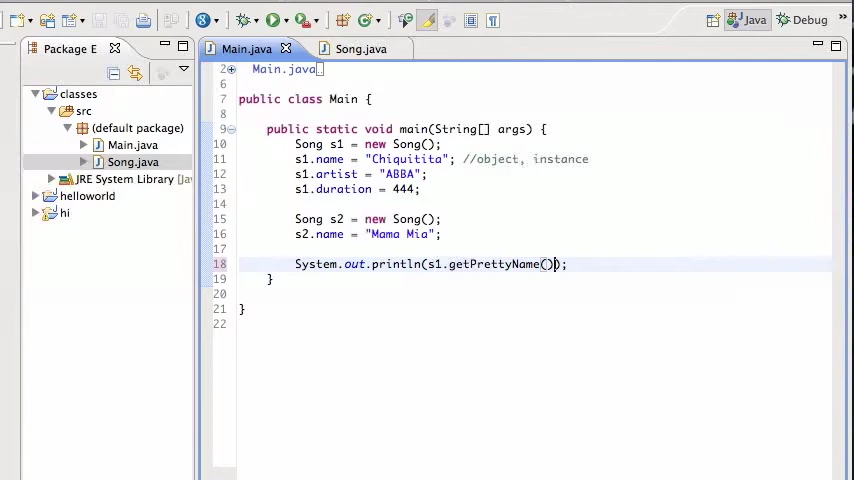 Java
Debug
Package E
Main.java
Song.java
classes
src
(default package)
Main.java
Song.java
JRE System Library [Jav
helloworld
hi
2 Main.java..
6
7 public class Main {
8
9 public static void main(String[] args) {
10 Song s1 = new Song();
11 s1.name = "Chiquitita"; //object, instance
12 s1.artist = "ABBA";
13 s1.duration = 444;
14
15 Song s2 = new Song();
16 s2.name = "Mama Mia";
17
18 System.out.println(s1.getPrettyName());
19 }
20
21 }
22